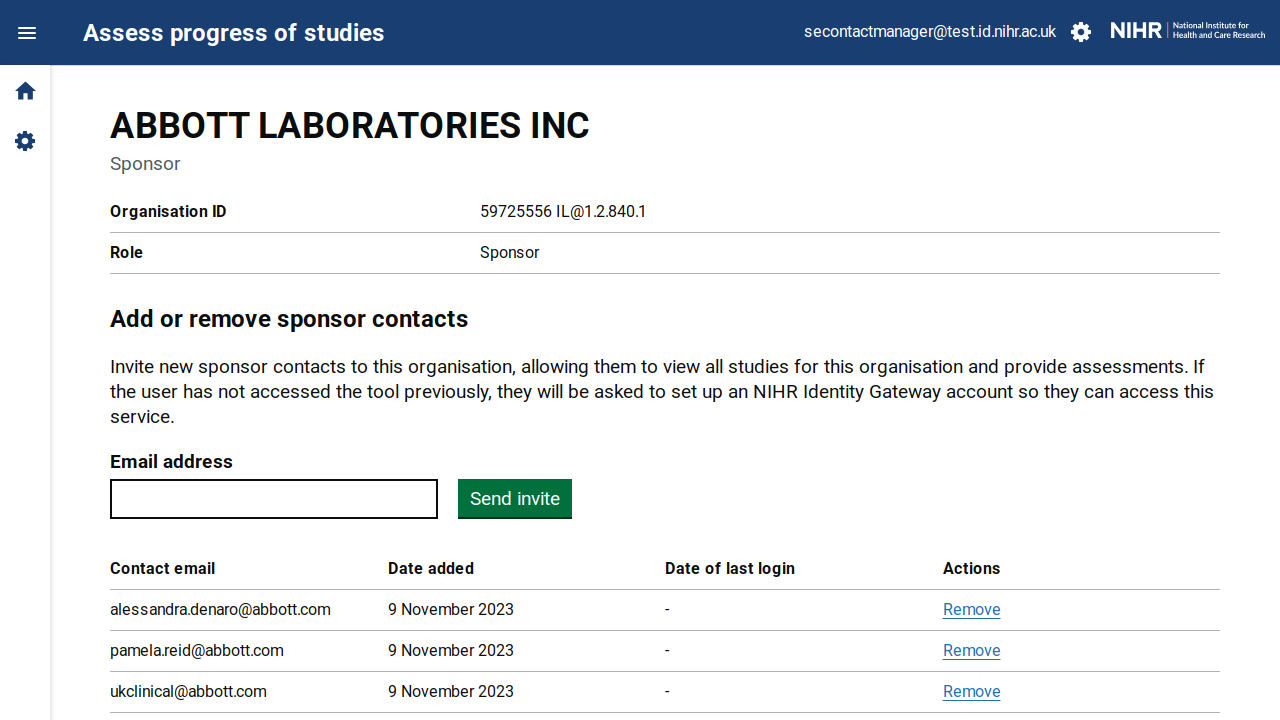 Assess progress of studies
secontactmanager@test.id.nihr.ac.uk
NIHR
National Institute for
Health and Care Research
ABBOTT LABORATORIES INC
Sponsor
Organisation ID 59725556 IL@1.2.840.1
Role Sponsor
Add or remove sponsor contacts
Invite new sponsor contacts to this organisation, allowing them to view all studies for this organisation and provide assessments. If
the user has not accessed the tool previously, they will be asked to set up an NIHR Identity Gateway account so they can access this
service.
Email address
Send invite
Contact email Date added Date of last login Actions
alessandra.denaro@abbott.com 9 November 2023 - Remove
pamela.reid@abbott.com 9 November 2023 - Remove
ukclinical@abbott.com 9 November 2023 - Remove